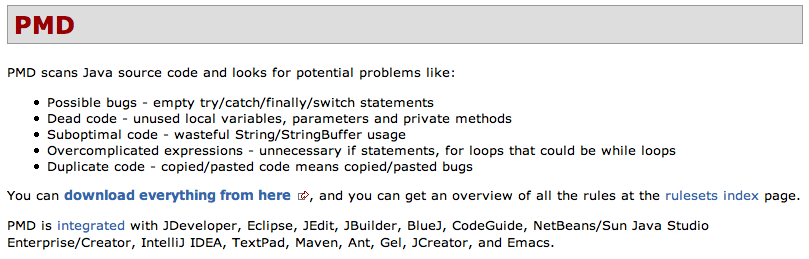 PMD
PMD scans Java source code and looks for potential problems like:
• Possible bugs - empty try/catch/finally/switch statements
• Dead code - unused local variables, parameters and private methods
• Suboptimal code - wasteful String/StringBuffer usage
• Overcomplicated expressions - unnecessary if statements, for loops that could be while loops
• Duplicate code - copied/pasted code means copied/pasted bugs
You can download everything from here , and you can get an overview of all the rules at the rulesets index page.
PMD is integrated with JDeveloper, Eclipse, JEdit, JBuilder, BlueJ, CodeGuide, NetBeans/Sun Java Studio
Enterprise/Creator, IntelliJ IDEA, TextPad, Maven, Ant, Gel, JCreator, and Emacs.